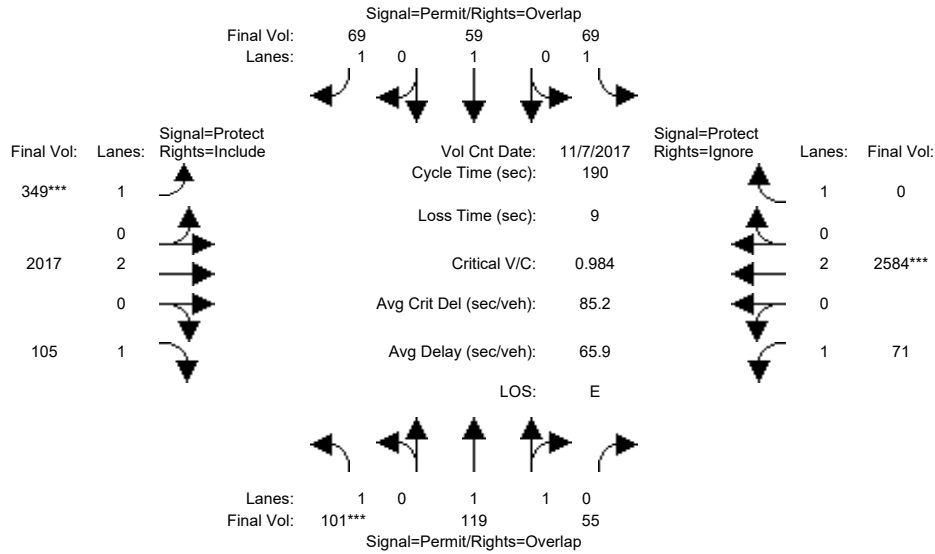 Signal=Permit/Rights=Overlap
Final Vol: 69 59 69
Lanes: 1 0 1 0 1
Signal=Protect
Final Vol: Lanes: Rights=Include
Vol Cnt Date: 11/7/2017
Signal=Protect
Rights=Ignore Lanes: Final Vol:
Cycle Time (sec): 190
349*** 1
1 0
Loss Time (sec): 9
0
0
2017 2
Critical V/C: 0.984
2 2584***
0
Avg Crit Del (sec/veh): 85.2
0
105 1
Avg Delay (sec/veh): 65.9
1 71
LOS: E
Lanes: 1 0 1 1 0
Final Vol: 101*** 119 55
Signal=Permit/Rights=Overlap